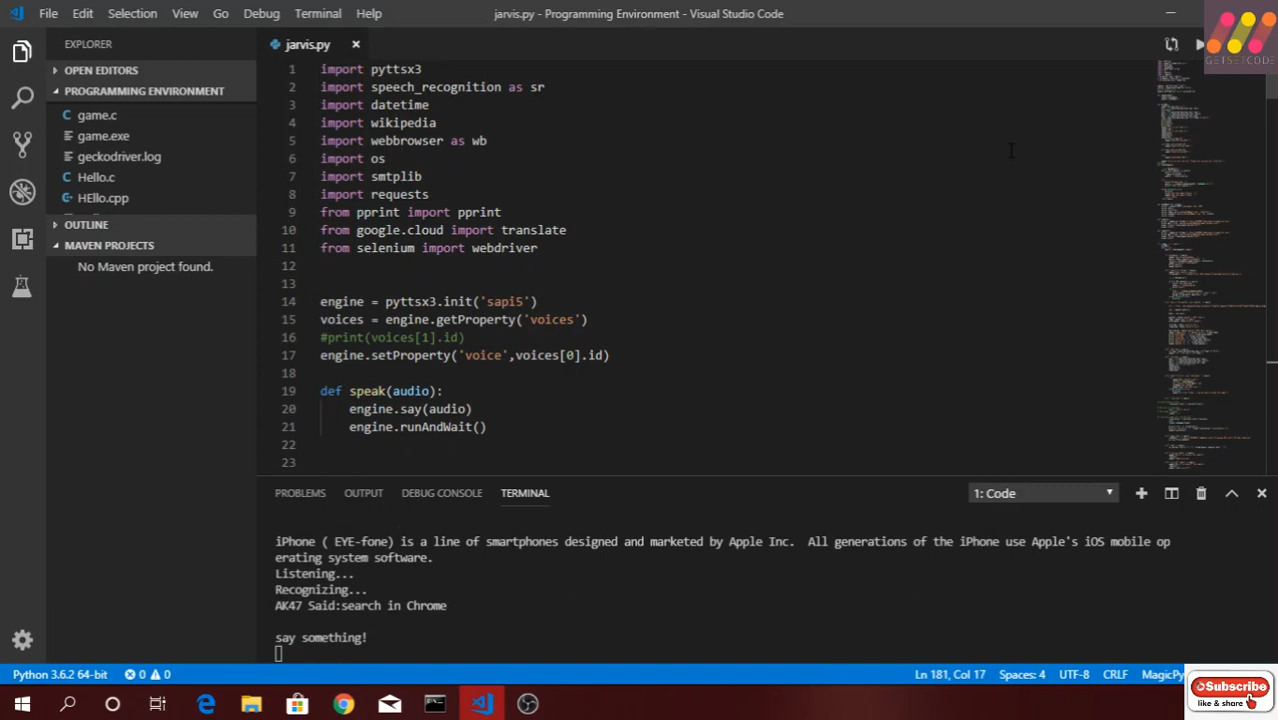 File Edit Selection View Go Debug Terminal Help jarvis.py - Programming Environment - Visual Studio Code
GETSETCODE
EXPLORER
OPEN EDITORS
PROGRAMMING ENVIRONMENT
game.c
game.exe
geckodriver.log
Hello.c
HEllo.cpp
OUTLINE
MAVEN PROJECTS
No Maven project found.
jarvis.py
1 import pyttsx3
2 import speech_recognition as sr
3 import datetime
4 import wikipedia
5 import webbrowser as wb
6 import os
7 import smtplib
8 import requests
9 from pprint import pprint
10 from google.cloud import translate
11 from selenium import webdriver
12
13
14 engine = pyttsx3.init('sapi5')
15 voices = engine.getProperty('voices')
16 #print(voices[1].id)
17 engine.setProperty('voice',voices[0].id)
18
19 def speak(audio):
20 engine.say(audio)
21 engine.runAndWait()
22
23
PROBLEMS OUTPUT DEBUG CONSOLE TERMINAL 1: Code
iPhone ( EYE-fone) is a line of smartphones designed and marketed by Apple Inc. All generations of the iPhone use Apple's iOS mobile op
erating system software.
Listening...
Recognizing...
AK47 Said:search in Chrome
say something!
Python 3.6.2 64-bit 0 0 Ln 181, Col 17 Spaces: 4 UTF-8 CRLF MagicPy
Subscribe
like & share